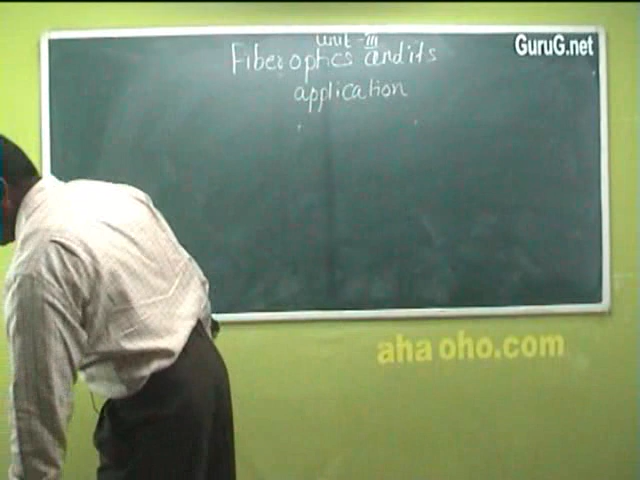 Unit - III
GuruG.net
Fiber optics and its
application
aha oho.com